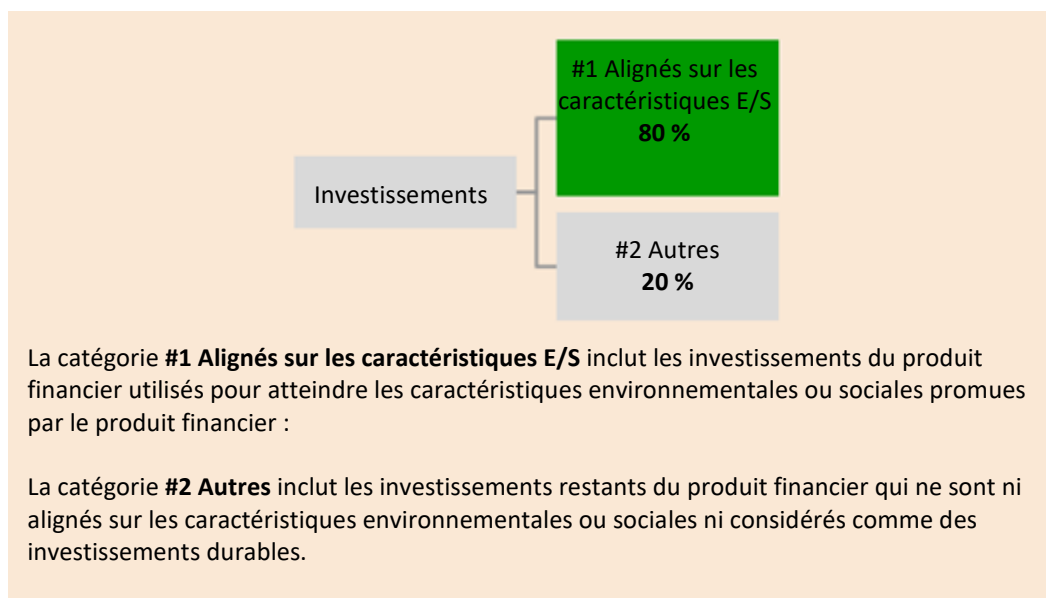 #1 Alignés sur les
caractéristiques E/S
80 %
Investissements
#2 Autres
20 %
La catégorie #1 Alignés sur les caractéristiques E/S inclut les investissements du produit
financier utilisés pour atteindre les caractéristiques environnementales ou sociales promues
par le produit financier :
La catégorie #2 Autres inclut les investissements restants du produit financier qui ne sont ni
alignés sur les caractéristiques environnementales ou sociales ni considérés comme des
investissements durables.